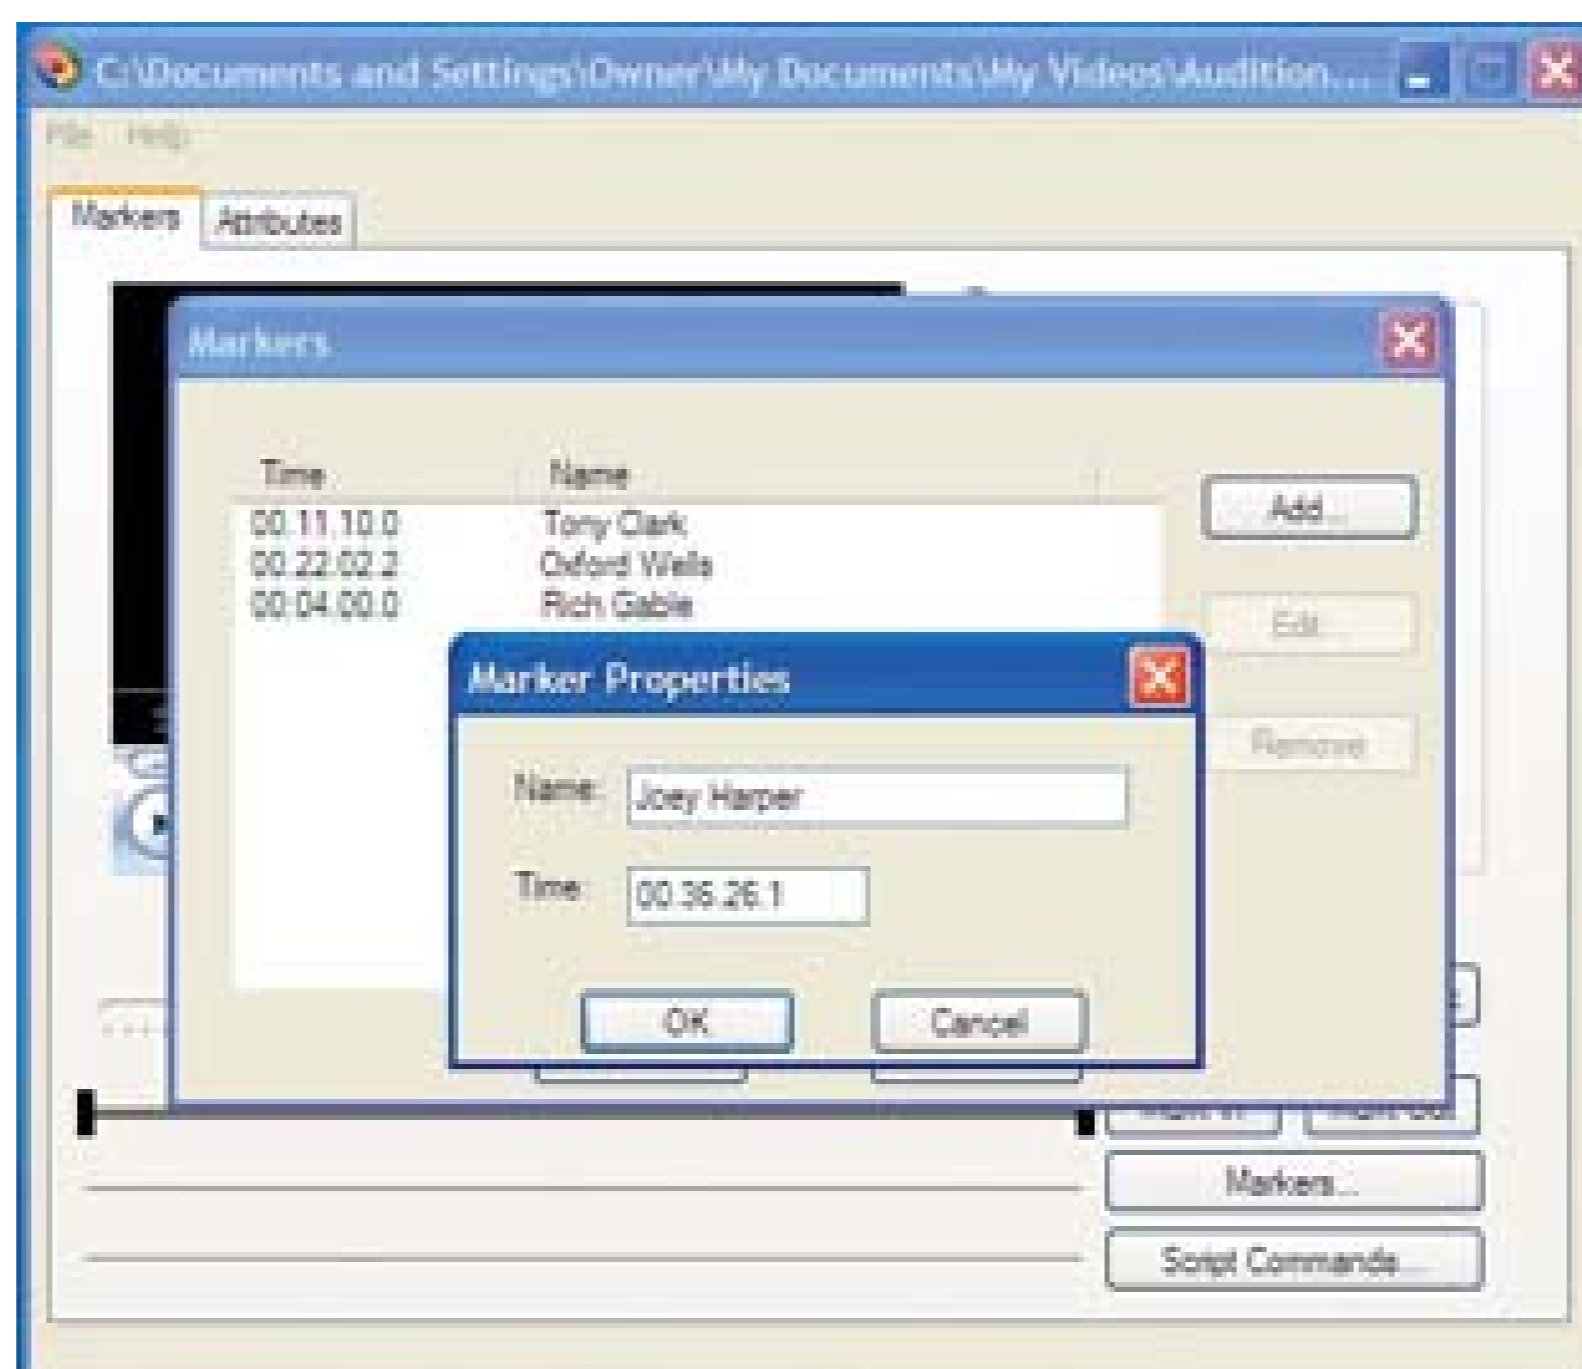 C:\Documents and Settings\Owner\My Documents\My Videos\Audition....
File Help
Markers Attributes
Markers
Time Name
00.11.10.0 Tony Clark
00.22.02.2 Oxford Wells
00:04.00.0 Rich Gable
Add...
Edit...
Remove
Marker Properties
Name: Joey Harper
Time: 00.36.26.1
OK Cancel
Markers...
Script Commands...